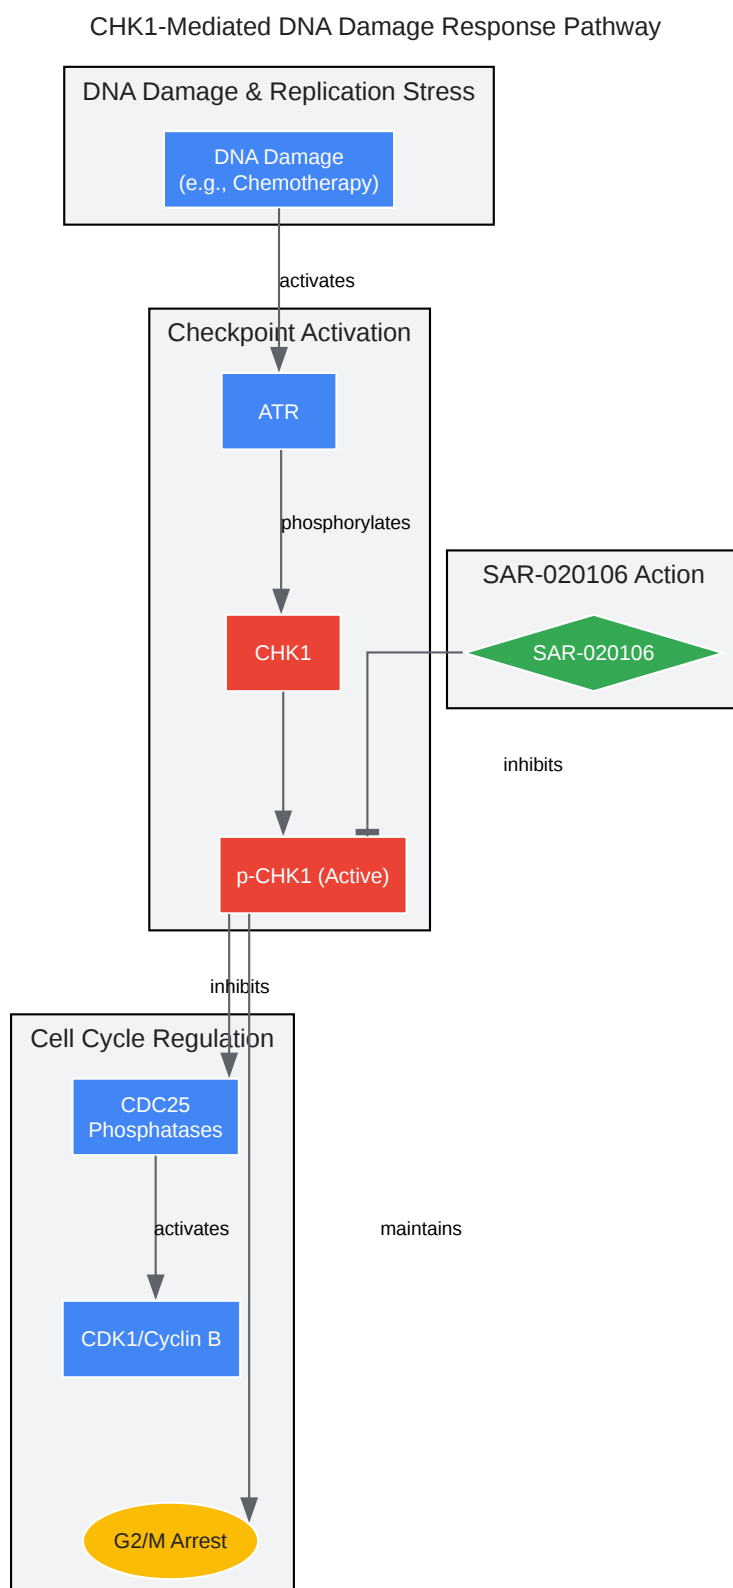 CHK1-Mediated DNA Damage Response Pathway
DNA Damage & Replication Stress
DNA Damage
(e.g., Chemotherapy)
activates
Checkpoint Activation
ATR
phosphorylates
SAR-020106 Action
CHK1
SAR-020106
inhibits
p-CHK1 (Active)
inhibits
Cell Cycle Regulation
CDC25
Phosphatases
activates
maintains
CDK1/Cyclin B
G2/M Arrest